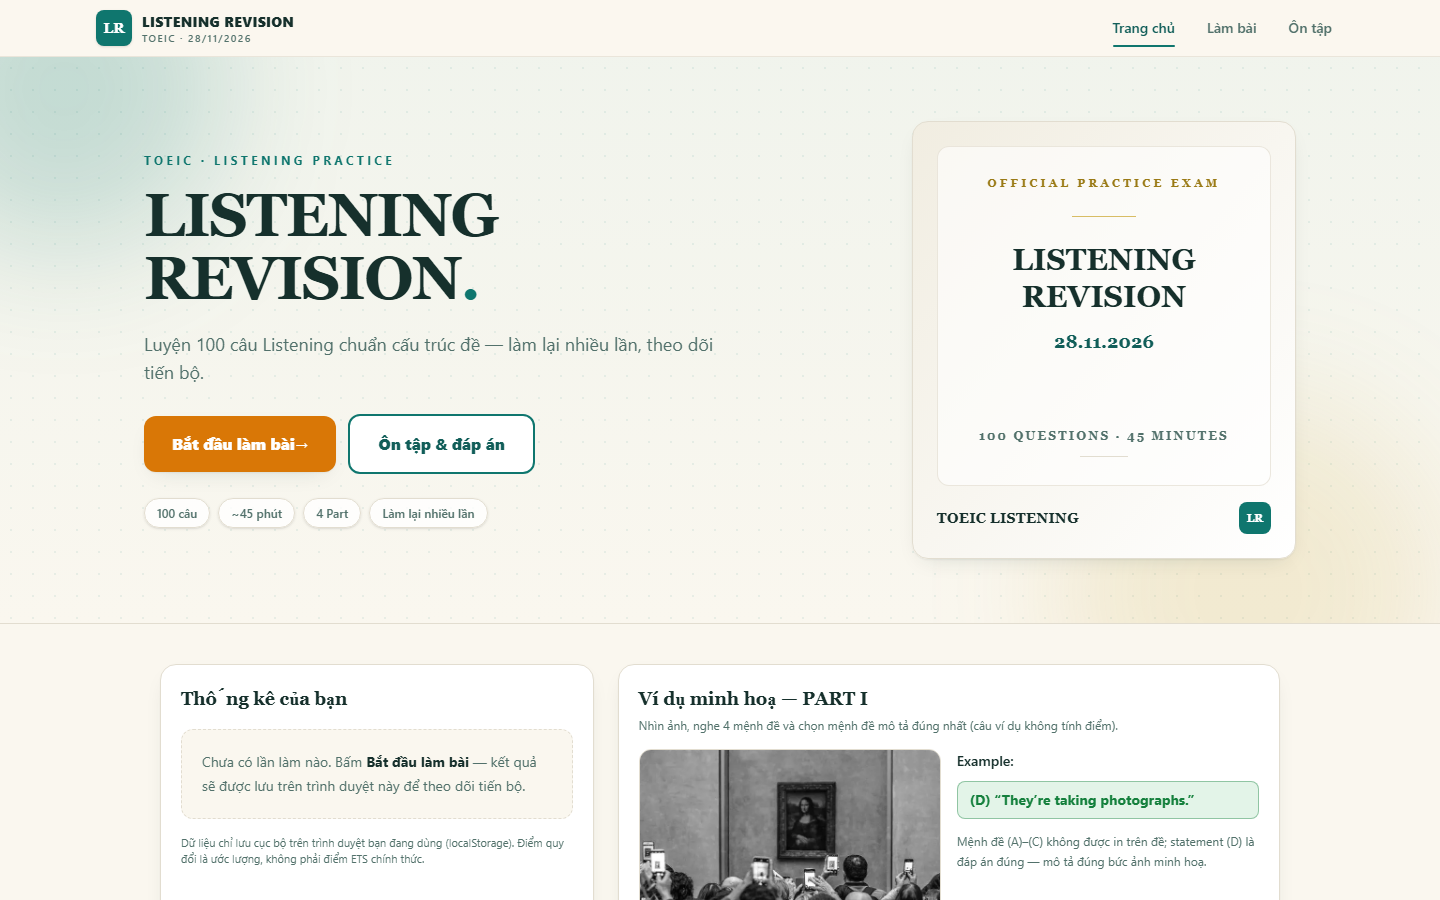 LR
LISTENING REVISION
TOEIC · 28/11/2026
Trang chủ
Làm bài
Ôn tập
TOEIC · LISTENING PRACTICE
LISTENING
REVISION.
Luyện 100 câu Listening chuẩn cấu trúc đề — làm lại nhiều lần, theo dõi
tiến bộ.
Bắt đầu làm bài→
Ôn tập & đáp án
100 câu
~45 phút
4 Part
Làm lại nhiều lần
OFFICIAL PRACTICE EXAM
LISTENING
REVISION
28.11.2026
100 QUESTIONS · 45 MINUTES
TOEIC LISTENING
LR
Thống kê của bạn
Chưa có lần làm nào. Bấm Bắt đầu làm bài — kết quả
sẽ được lưu trên trình duyệt này để theo dõi tiến bộ.
Dữ liệu chỉ lưu cục bộ trên trình duyệt bạn đang dùng (localStorage). Điểm quy
đổi là ước lượng, không phải điểm ETS chính thức.
Ví dụ minh hoạ — PART I
Nhìn ảnh, nghe 4 mệnh đề và chọn mệnh đề mô tả đúng nhất (câu ví dụ không tính điểm).
Example:
(D) “They’re taking photographs.”
Mệnh đề (A)–(C) không được in trên đề; statement (D) là
đáp án đúng — mô tả đúng bức ảnh minh hoạ.